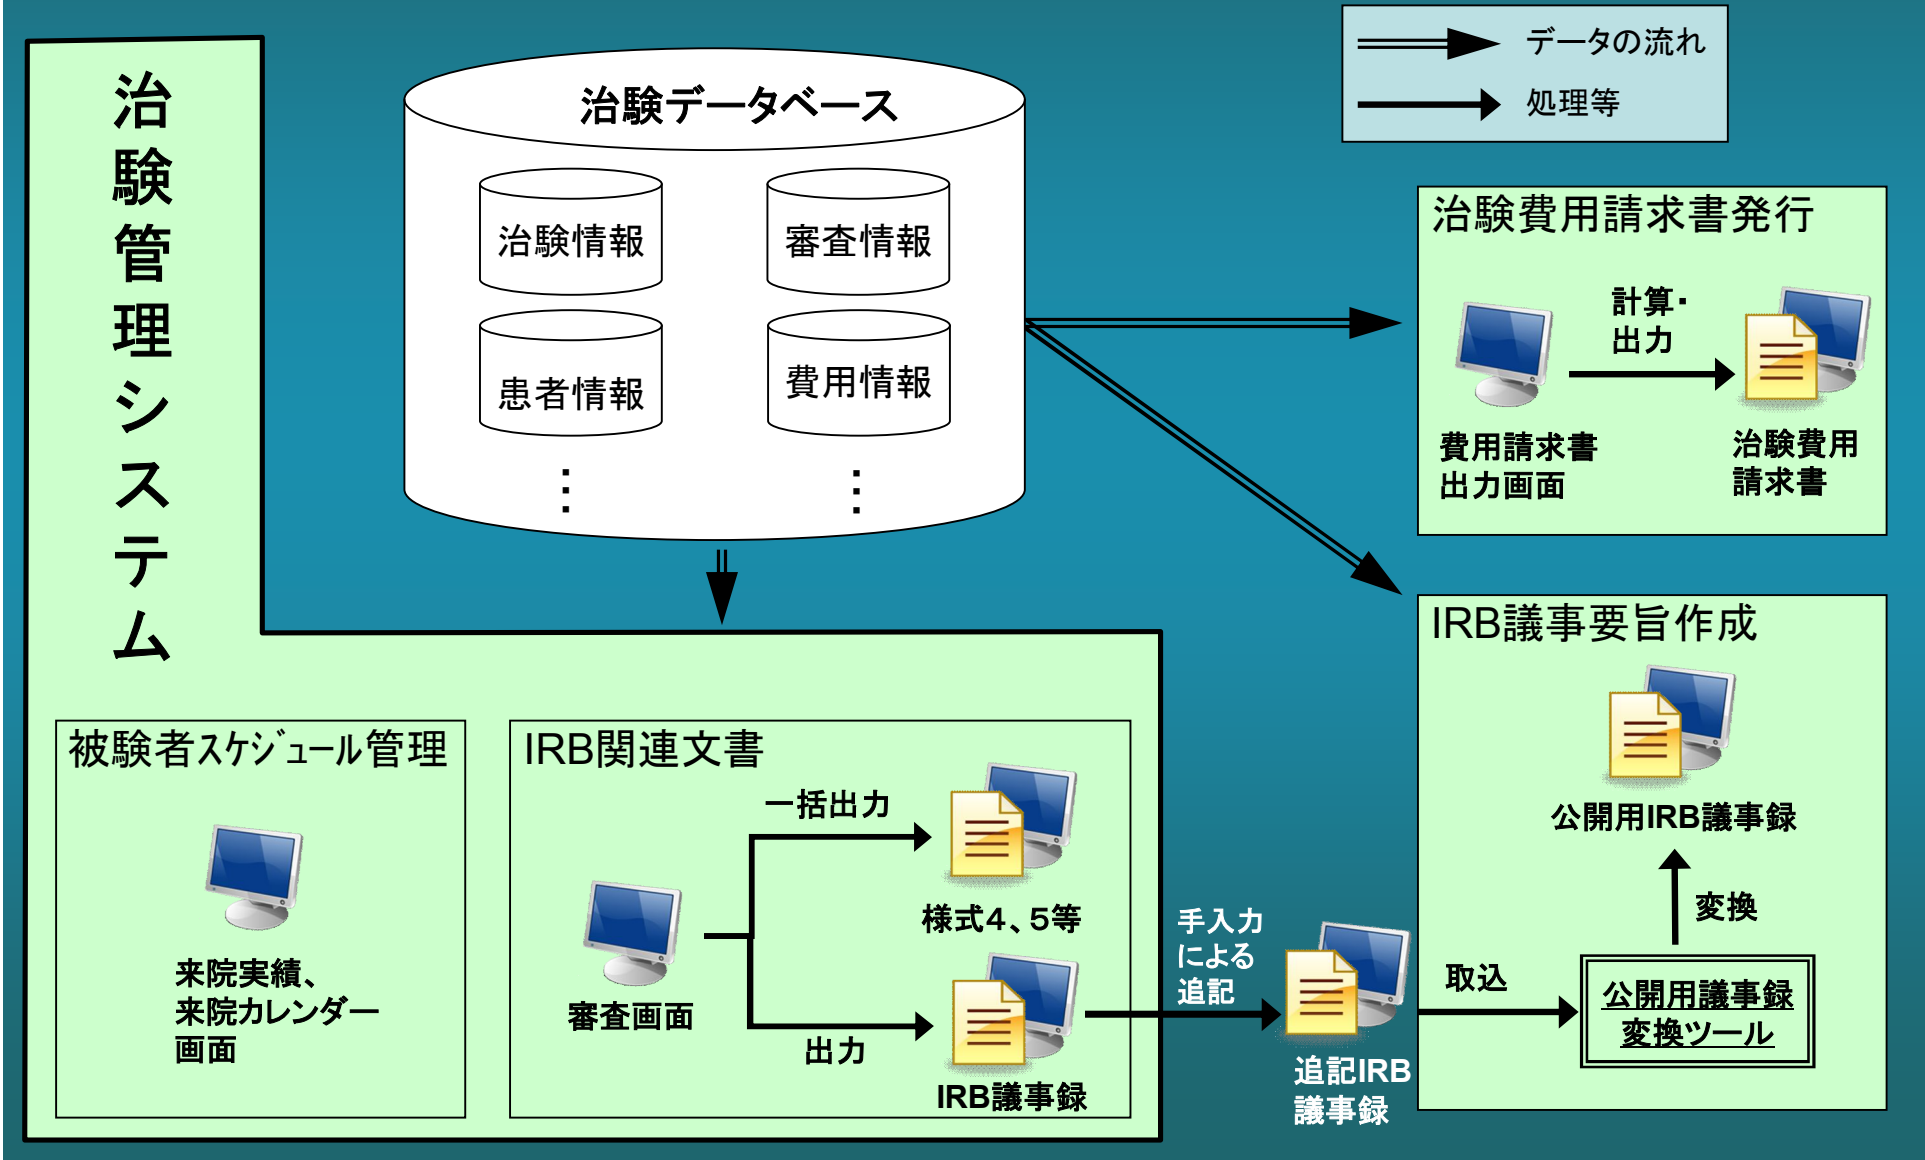 治験管理システム
治験データベース
治験情報
審査情報
患者情報
費用情報
データの流れ
処理等
治験費用請求書発行
計算・
出力
費用請求書
出力画面
治験費用
請求書
IRB議事要旨作成
公開用IRB議事録
変換
取込
公開用議事録
変換ツール
被験者ｽｹｼﾞｭｰﾙ管理
来院実績、
来院カレンダー
画面
IRB関連文書
一括出力
様式４、５等
審査画面
出力
IRB議事録
手入力
による
追記
追記IRB
議事録